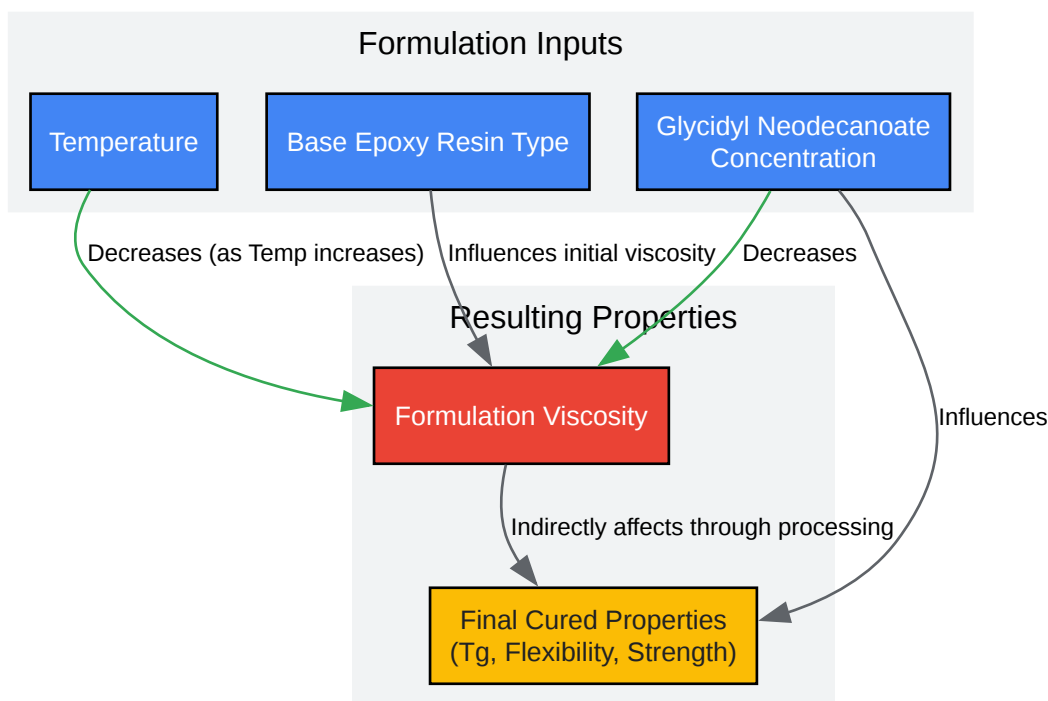 Formulation Inputs
Temperature
Base Epoxy Resin Type
Glycidyl Neodecanoate
Concentration
Decreases (as Temp increases)
Influences initial viscosity
Decreases
Resulting Properties
Formulation Viscosity
Influences
Indirectly affects through processing
Final Cured Properties
(Tg, Flexibility, Strength)